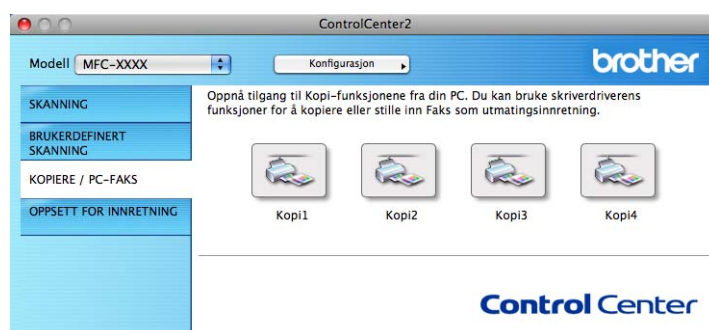 ControlCenter2
Modell MFC-XXXX Konfigurasjon brother
SKANNING
BRUKERDEFINERT
SKANNING
KOPIERE / PC-FAKS
OPPSETT FOR INNRETNING
Oppnå tilgang til Kopi-funksjonene fra din PC. Du kan bruke skriverdriverens
funksjoner for å kopiere eller stille inn Faks som utmatingsinnretning.
Kopi1 Kopi2 Kopi3 Kopi4
Control Center